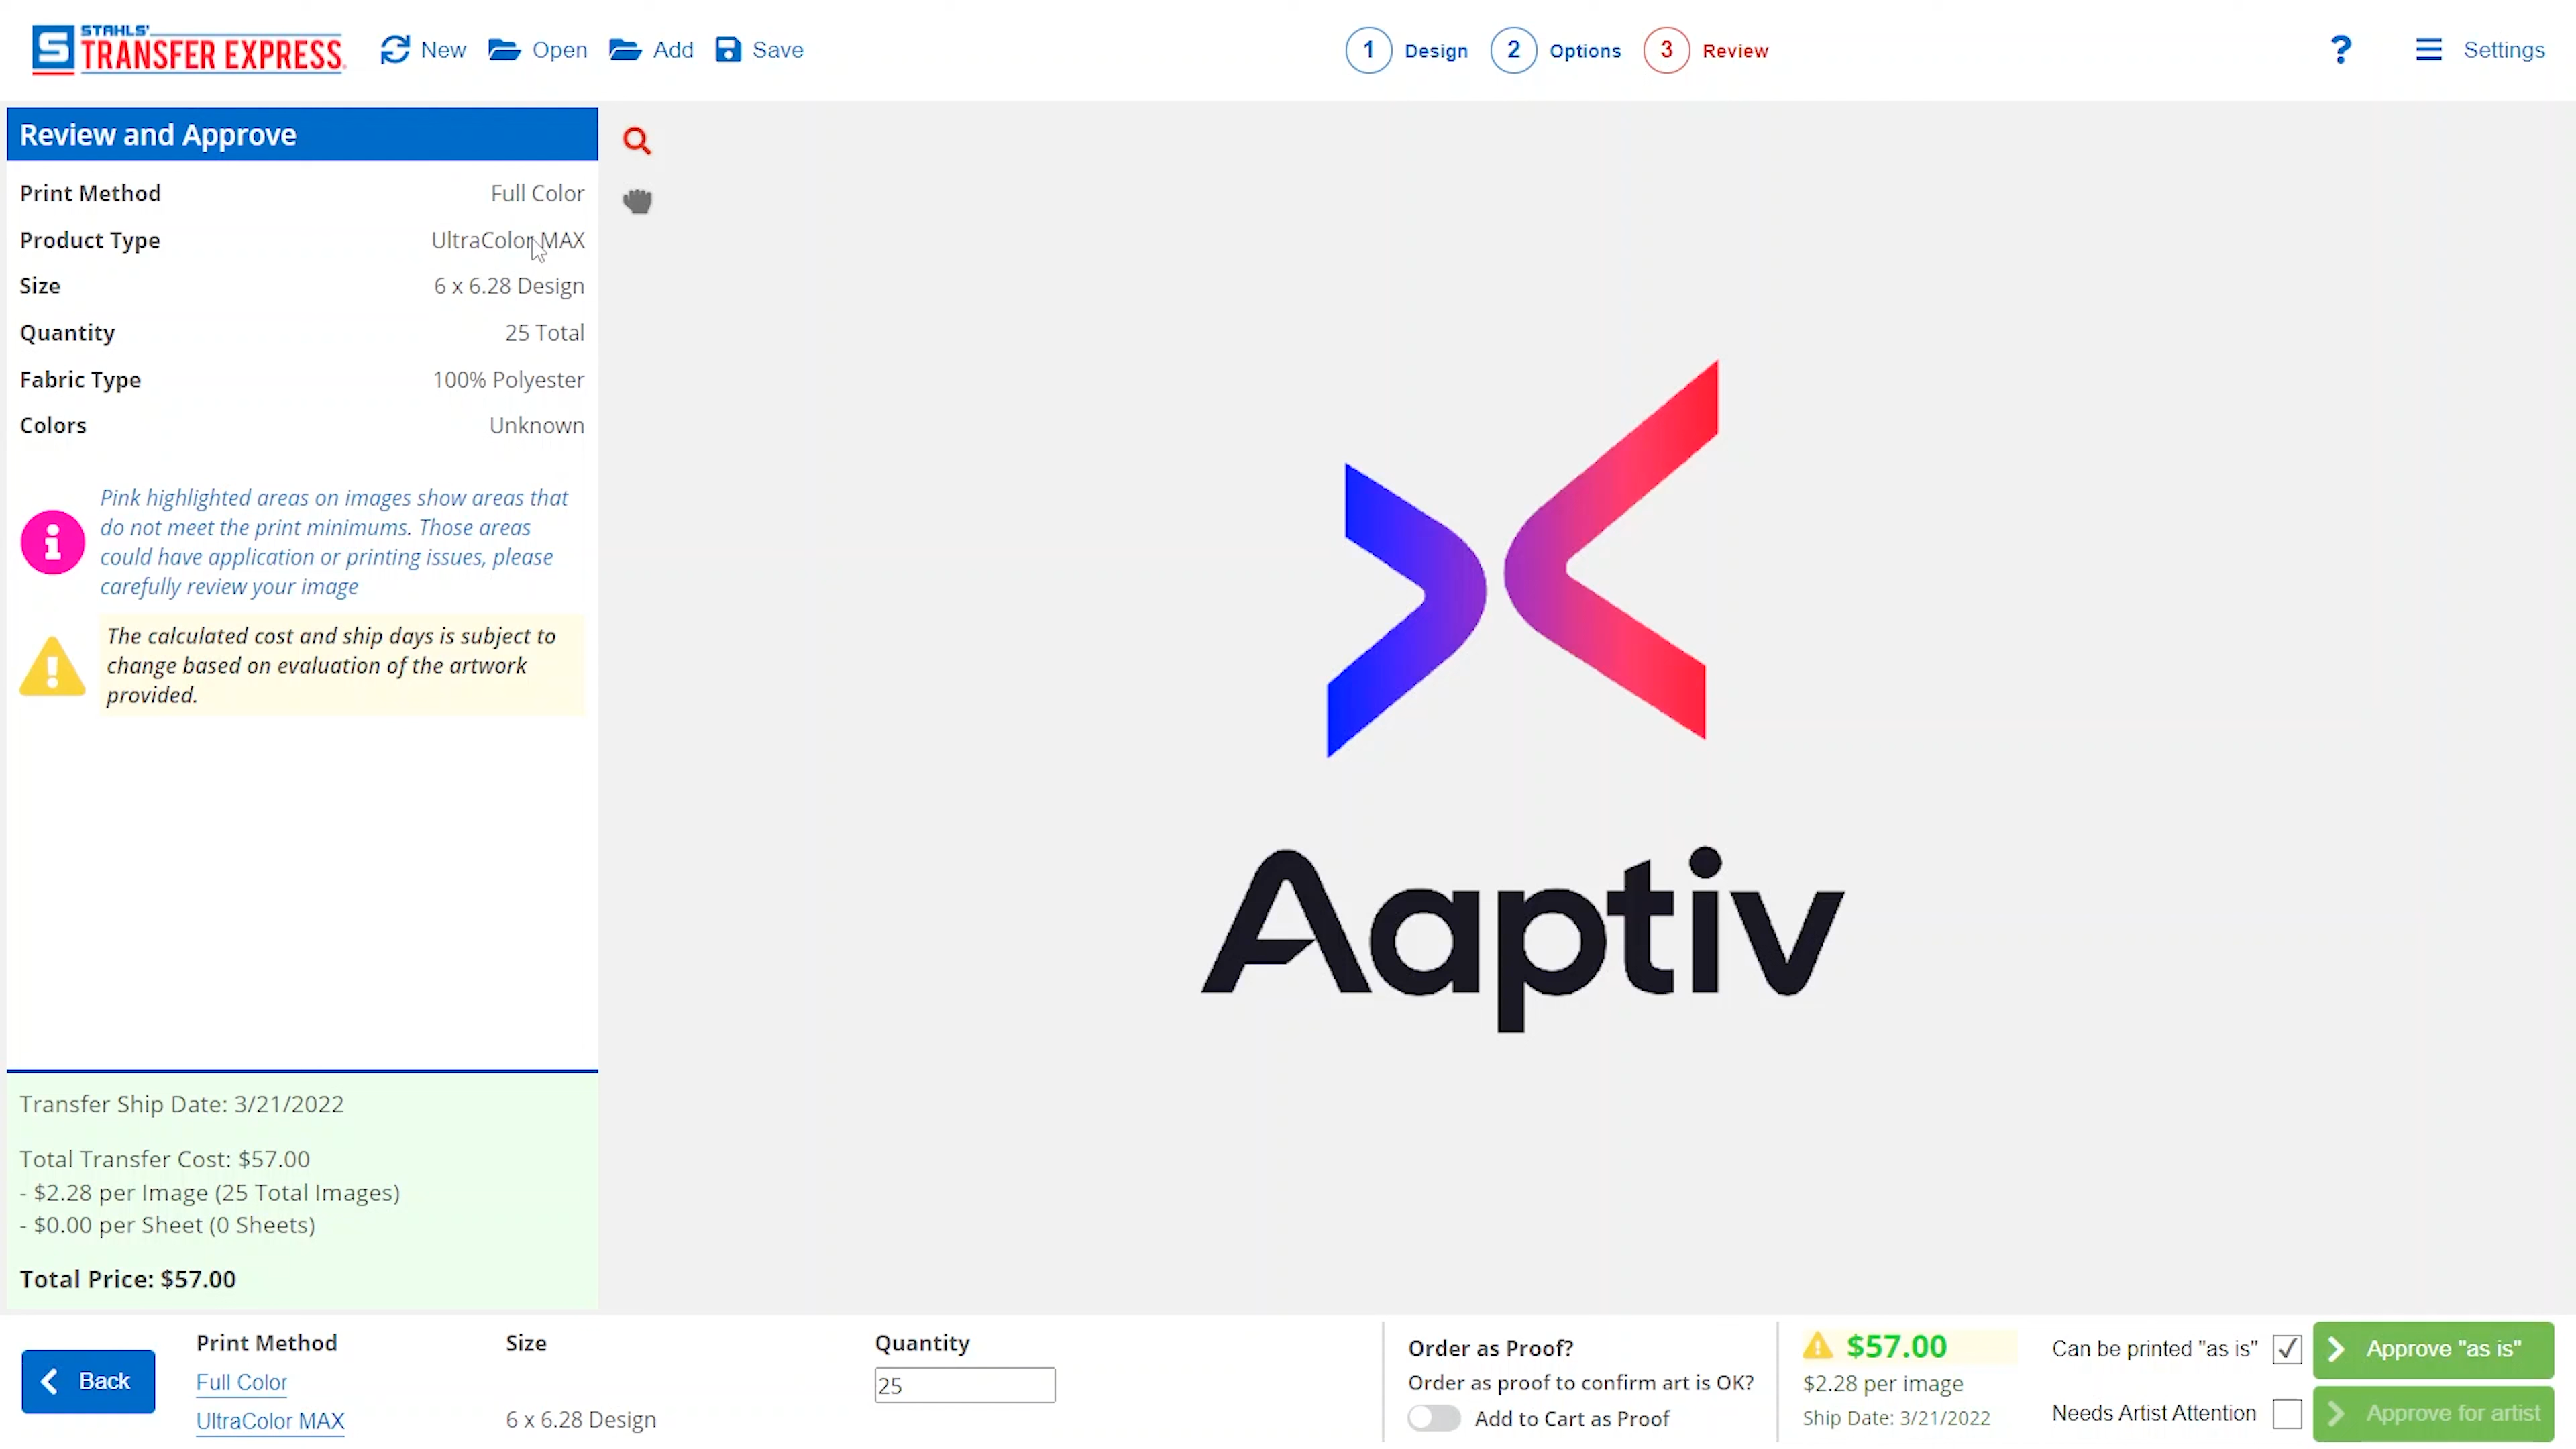 STAHLS'
TRANSFER EXPRESS.
New
Open
Add
Save
1 Design
2 Options
3 Review
?
Settings
Review and Approve
Print Method Full Color
Product Type UltraColor MAX
Size 6 x 6.28 Design
Quantity 25 Total
Fabric Type 100% Polyester
Colors Unknown
Pink highlighted areas on images show areas that
do not meet the print minimums. Those areas
could have application or printing issues, please
carefully review your image
The calculated cost and ship days is subject to
change based on evaluation of the artwork
provided.
Aaptiv
Transfer Ship Date: 3/21/2022
Total Transfer Cost: $57.00
- $2.28 per Image (25 Total Images)
- $0.00 per Sheet (0 Sheets)
Total Price: $57.00
Back
Print Method
Full Color
UltraColor MAX
Size
6 x 6.28 Design
Quantity
25
Order as Proof?
Order as proof to confirm art is OK?
Add to Cart as Proof
$57.00
$2.28 per image
Ship Date: 3/21/2022
Can be printed "as is"
Needs Artist Attention
Approve "as is"
Approve for artist